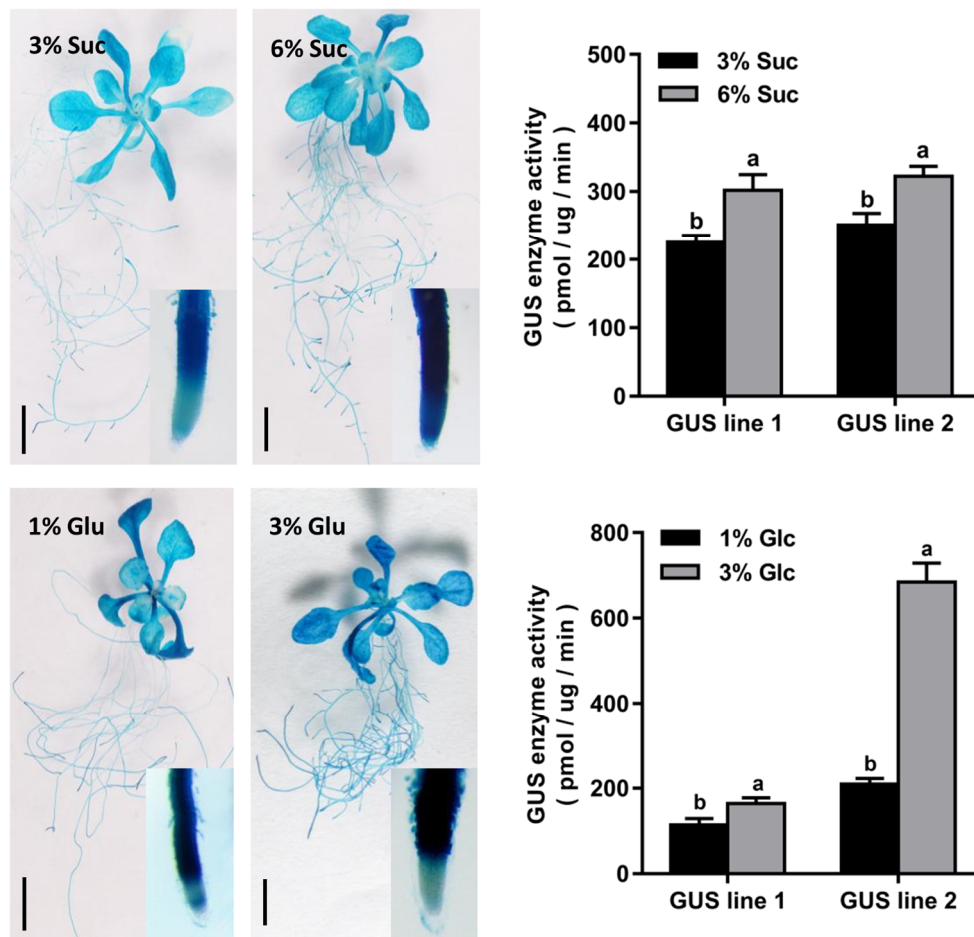 3% Suc
6% Suc
GUS enzyme activity
( pmol / ug / min )
500
400
300
200
100
0
3% Suc
6% Suc
b
a
b
a
GUS line 1
GUS line 2
1% Glu
3% Glu
GUS enzyme activity
( pmol / ug / min )
800
600
400
200
0
1% Glc
3% Glc
b
a
b
a
GUS line 1
GUS line 2